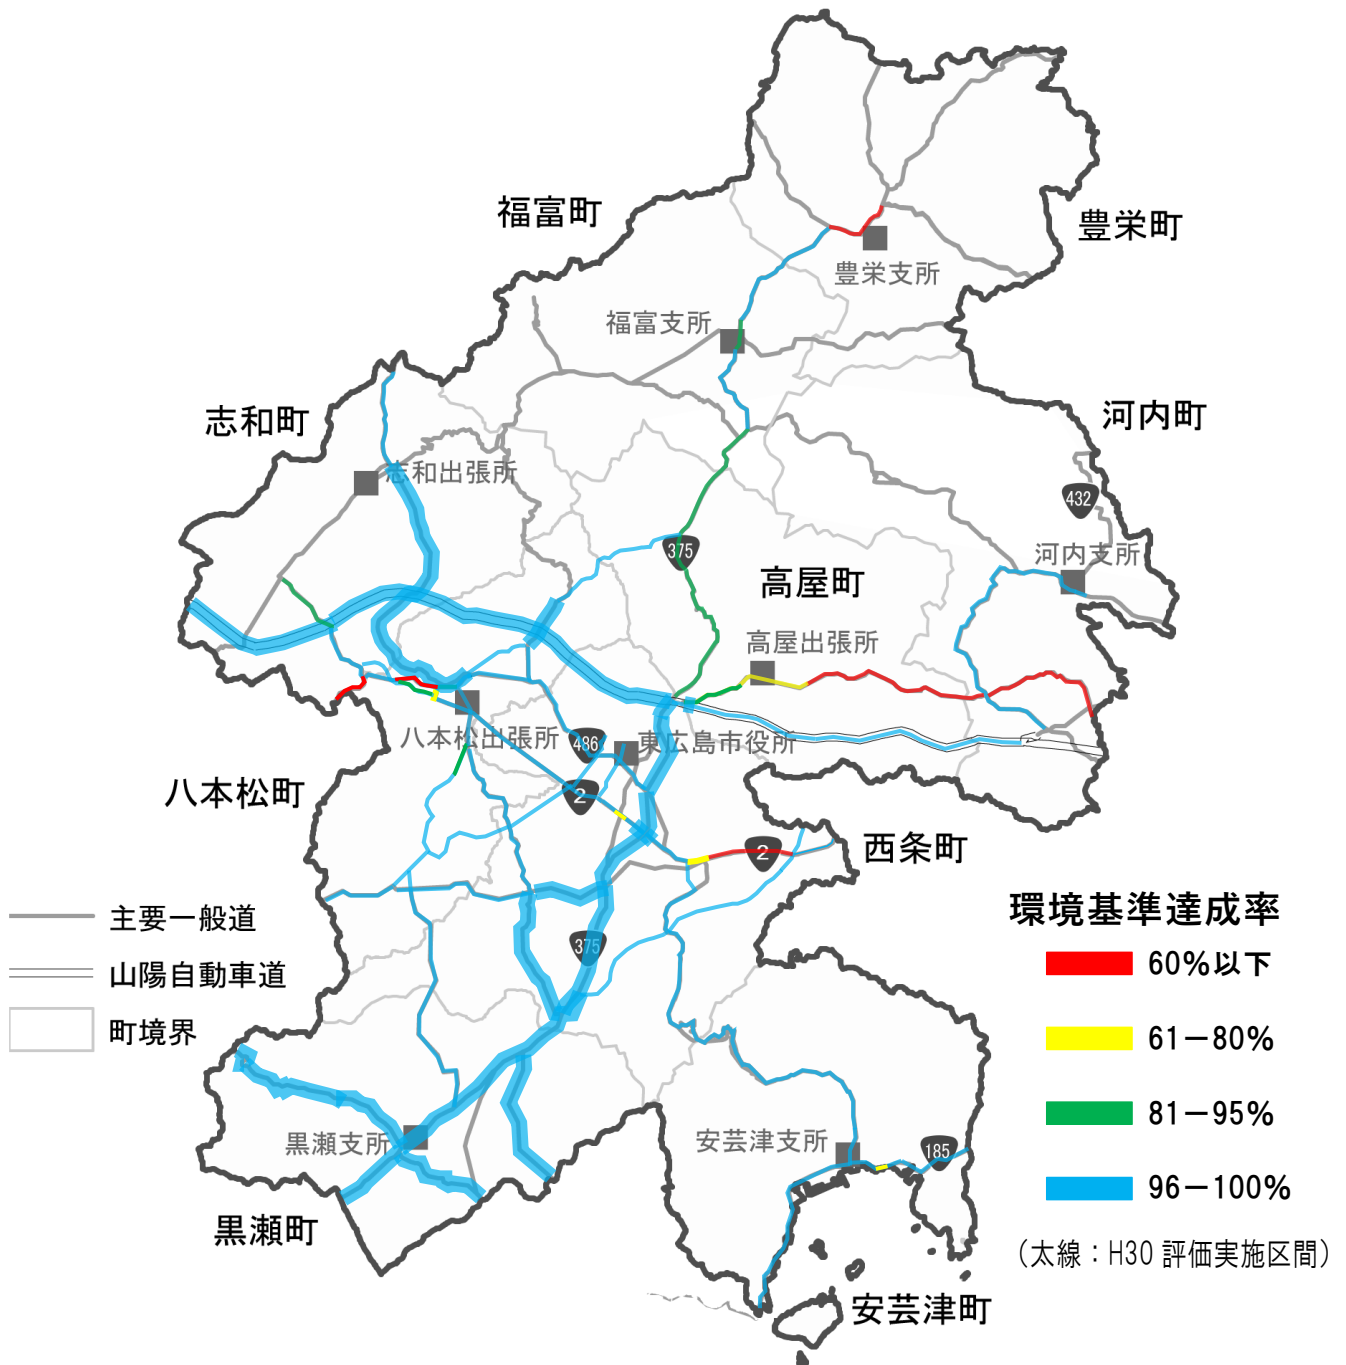 福富町
豊栄町
豊栄支所
福富支所
志和町
河内町
志和出張所
432
375
河内支所
高屋町
高屋出張所
八本松出張所
486
東広島市役所
八本松町
2
西条町
2
環境基準達成率
主要一般道
375
60%以下
山陽自動車道
町境界
61－80%
81－95%
黒瀬支所
安芸津支所
185
96－100%
黒瀬町
(太線：H30 評価実施区間)
安芸津町